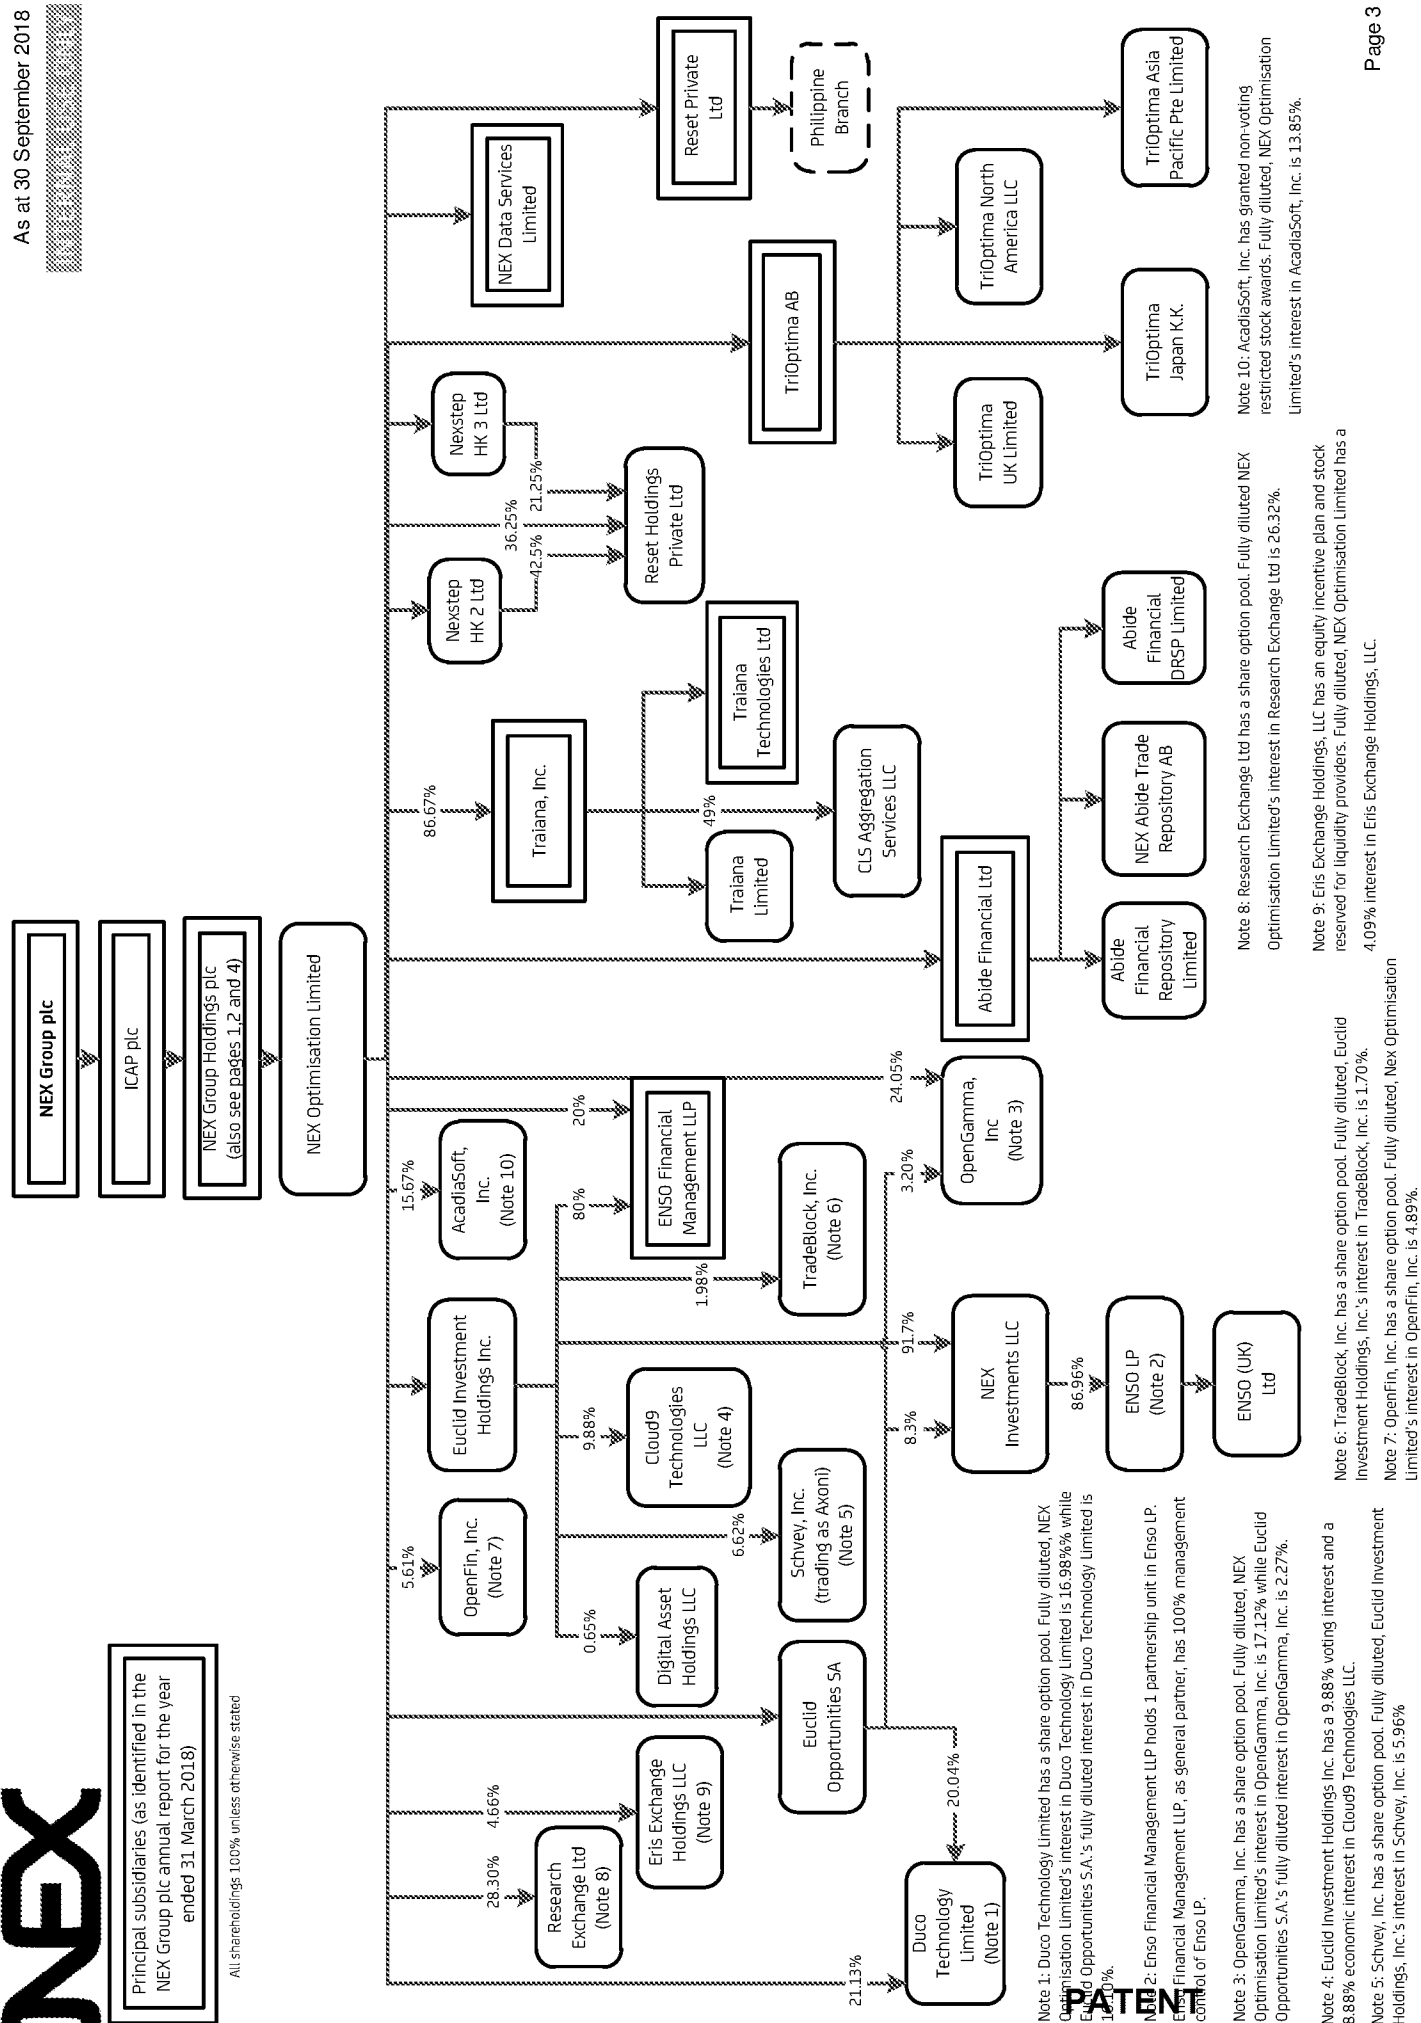 As at 30 September 2018
NEX
Principal subsidiaries (as identified in the
NEX Group plc annual report for the year
ended 31 March 2018)
All shareholdings 100% unless otherwise stated
NEX Group plc
ICAP plc
NEX Group Holdings plc
(also see pages 1,2 and 4)
NEX Optimisation Limited
21.13%
28.30%
4.66%
5.61%
15.67%
20%
24.05%
86.67%
Research
Exchange Ltd
(Note 8)
Eris Exchange
Holdings LLC
(Note 9)
OpenFin, Inc.
(Note 7)
Euclid Investment
Holdings Inc.
AcadiaSoft,
Inc.
(Note 10)
Traiana, Inc.
Nexstep
HK 2 Ltd
Nexstep
HK 3 Ltd
NEX Data Services
Limited
42.5%
36.25%
21.25%
Reset Holdings
Private Ltd
Reset Private
Ltd
Philippine
Branch
0.65%
6.62%
9.88%
1.98%
80%
Digital Asset
Holdings LLC
Cloud9
Technologies
LLC
(Note 4)
ENSO Financial
Management LLP
Traiana
Limited
49%
Traiana
Technologies Ltd
CLS Aggregation
Services LLC
TriOptima AB
Euclid
Opportunities SA
Schvey, Inc.
(trading as Axoni)
(Note 5)
TradeBlock, Inc.
(Note 6)
20.04%
8.3%
91.7%
3.20%
Duco
Technology
Limited
(Note 1)
NEX
Investments LLC
OpenGamma,
Inc
(Note 3)
Abide Financial Ltd
TriOptima
UK Limited
TriOptima North
America LLC
86.96%
ENSO LP
(Note 2)
ENSO (UK)
Ltd
Abide
Financial
Repository
Limited
NEX Abide Trade
Repository AB
Abide
Financial
DRSP Limited
TriOptima
Japan K.K.
TriOptima Asia
Pacific Pte Limited
Note 1: Duco Technology Limited has a share option pool. Fully diluted, NEX
Optimisation Limited's interest in Duco Technology Limited is 16.98%% while
Euclid Opportunities S.A.'s fully diluted interest in Duco Technology Limited is
Note 2: Enso Financial Management LLP holds 1 partnership unit in Enso LP.
Enso Financial Management LLP, as general partner, has 100% management
control of Enso LP.
Note 3: OpenGamma, Inc. has a share option pool. Fully diluted, NEX
Optimisation Limited's interest in OpenGamma, Inc. is 17.12% while Euclid
Opportunities S.A.'s fully diluted interest in OpenGamma, Inc. is 2.27%.
Note 4: Euclid Investment Holdings Inc. has a 9.88% voting interest and a
8.88% economic interest in Cloud9 Technologies LLC.
Note 5: Schvey, Inc. has a share option pool. Fully diluted, Euclid Investment
Holdings, Inc.'s interest in Schvey, Inc. is 5.96%
Note 6: TradeBlock, Inc. has a share option pool. Fully diluted, Euclid
Investment Holdings, Inc.'s interest in TradeBlock, Inc. is 1.70%.
Note 7: OpenFin, Inc. has a share option pool. Fully diluted, Nex Optimisation
Limited's interest in OpenFin, Inc. is 4.89%.
Note 8: Research Exchange Ltd has a share option pool. Fully diluted NEX
Optimisation Limited's interest in Research Exchange Ltd is 26.32%.
Note 9: Eris Exchange Holdings, LLC has an equity incentive plan and stock
reserved for liquidity providers. Fully diluted, NEX Optimisation Limited has a
4.09% interest in Eris Exchange Holdings, LLC.
Note 10: AcadiaSoft, Inc. has granted non-voting
restricted stock awards. Fully diluted, NEX Optimisation
Limited's interest in AcadiaSoft, Inc. is 13.85%.
Page 3
PATENT